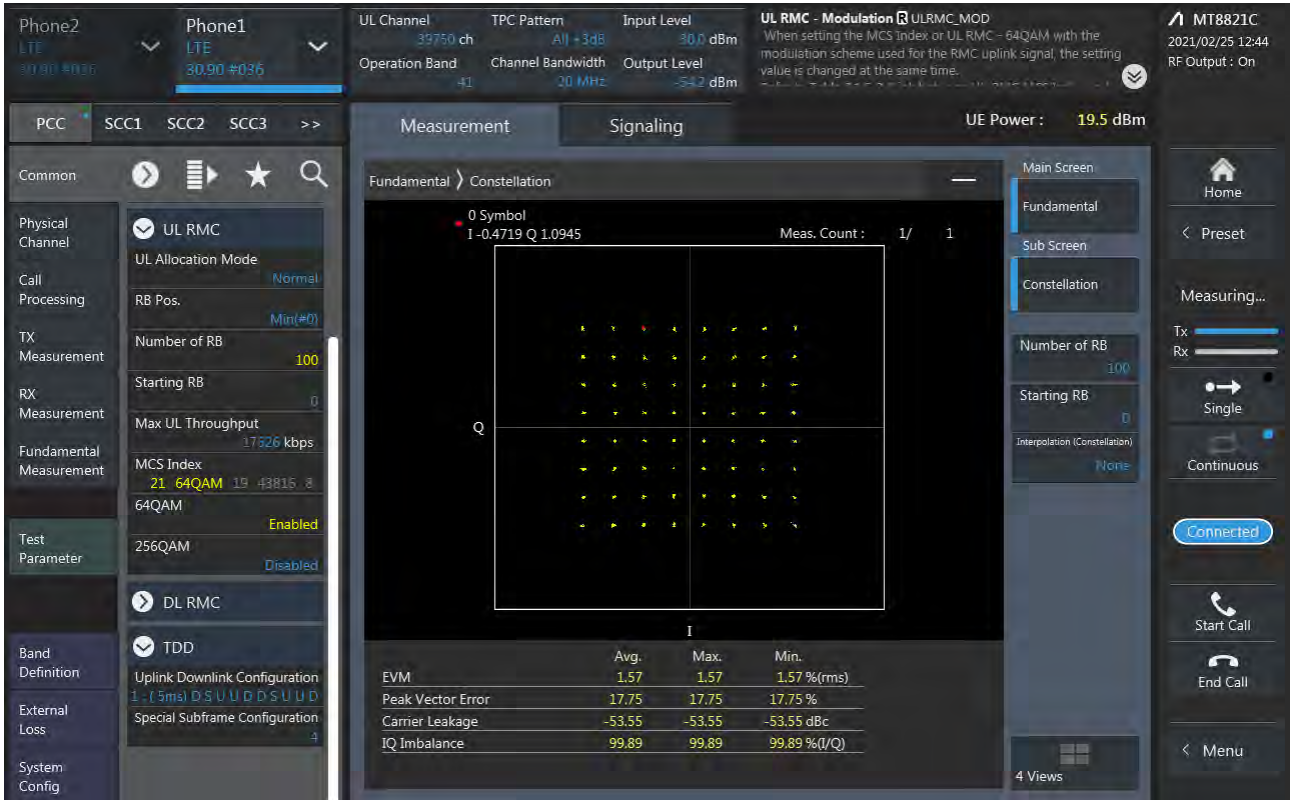 Phone2
LTE
30.90 #036
Phone1
LTE
30.90 #036
UL Channel
39750 ch
TPC Pattern
All +3dB
Input Level
30.0 dBm
Operation Band
41
Channel Bandwidth
20 MHz
Output Level
-54.2 dBm
UL RMC - Modulation R ULRMC_MOD
When setting the MCS Index or UL RMC - 64QAM with the
modulation scheme used for the RMC uplink signal, the setting
value is changed at the same time.
MT8821C
2021/02/25 12:44
RF Output : On
PCC
SCC1
SCC2
SCC3
>>
Measurement
Signaling
UE Power : 19.5 dBm
Common
Physical
Channel
Call
Processing
TX
Measurement
RX
Measurement
Fundamental
Measurement
Test
Parameter
Band
Definition
External
Loss
System
Config
UL RMC
UL Allocation Mode
Normal
RB Pos.
Min(#0)
Number of RB
100
Starting RB
0
Max UL Throughput
17526 kbps
MCS Index
21 64QAM 19 43816 8
64QAM
Enabled
256QAM
Disabled
DL RMC
TDD
Uplink Downlink Configuration
1 : ( 5ms) D S U U D D S U U D
Special Subframe Configuration
4
Fundamental 〉 Constellation
0 Symbol
I -0.4719 Q 1.0945
Meas. Count : 1/ 1
Q
I
Avg. Max. Min.
EVM 1.57 1.57 1.57 %(rms)
Peak Vector Error 17.75 17.75 17.75 %
Carrier Leakage -53.55 -53.55 -53.55 dBc
IQ Imbalance 99.89 99.89 99.89 %(I/Q)
Main Screen
Fundamental
Sub Screen
Constellation
Number of RB
100
Starting RB
0
Interpolation (Constellation)
None
4 Views
Home
< Preset
Measuring...
Tx
Rx
Single
Continuous
Connected
Start Call
End Call
< Menu